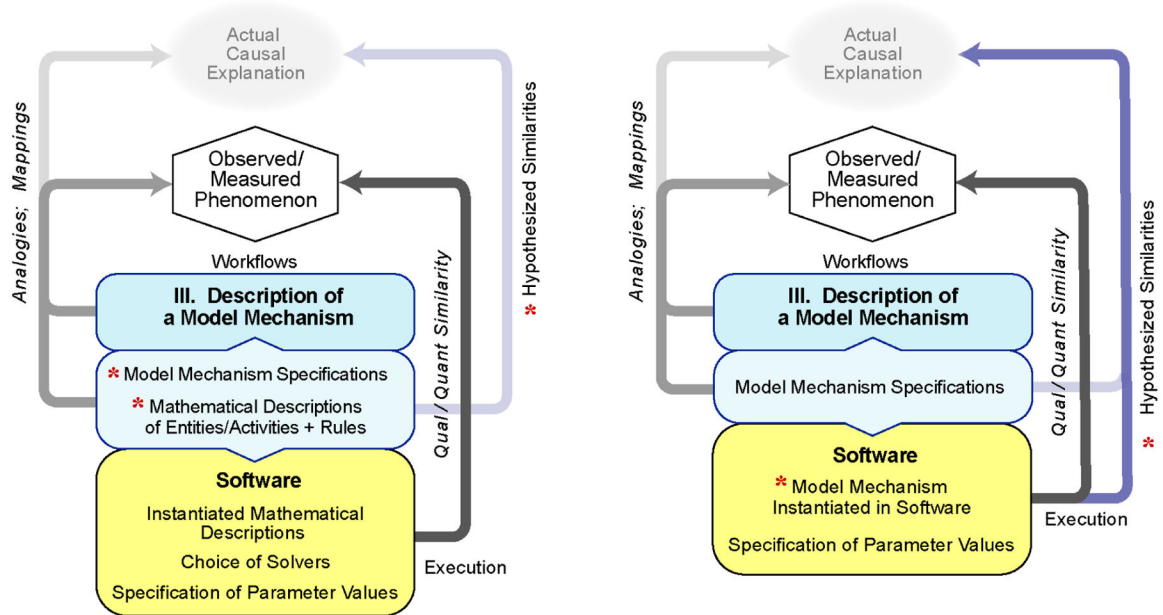 Actual
Causal
Explanation
Analogies; Mappings
Observed/
Measured
Phenomenon
* Hypothesized Similarities
Workflows
III. Description of
a Model Mechanism
Qual / Quant Similarity
* Model Mechanism Specifications
* Mathematical Descriptions
of Entities/Activities + Rules
Software
Instantiated Mathematical
Descriptions
Choice of Solvers
Specification of Parameter Values
Execution
Actual
Causal
Explanation
Analogies; Mappings
Observed/
Measured
Phenomenon
* Hypothesized Similarities
Workflows
III. Description of
a Model Mechanism
Qual / Quant Similarity
Model Mechanism Specifications
Software
* Model Mechanism
Instantiated in Software
Specification of Parameter Values
Execution